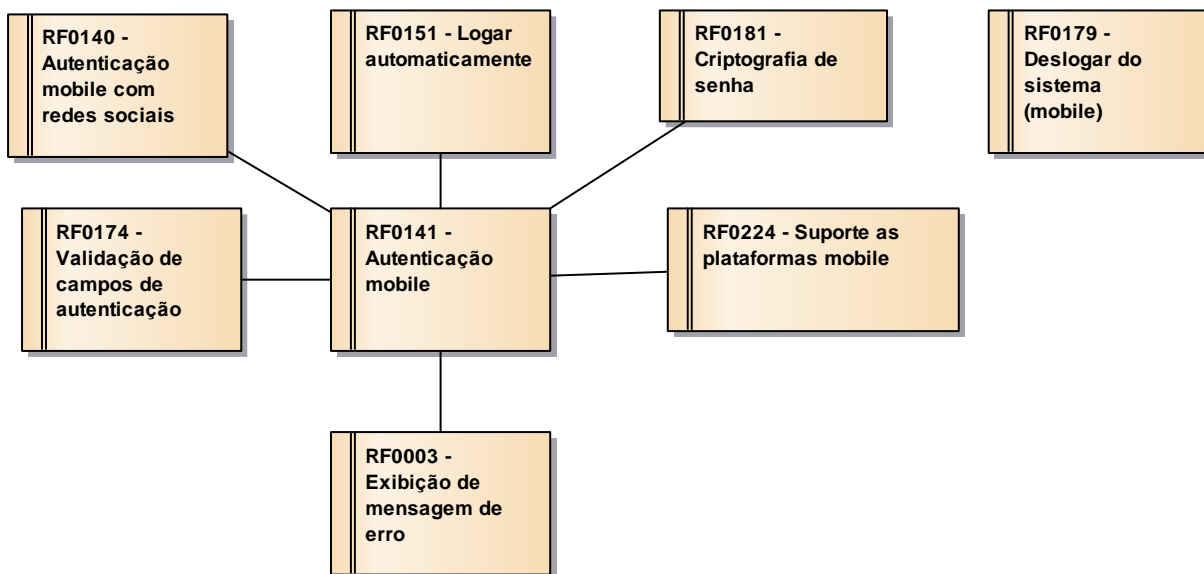 RF0140 -
Autenticação
mobile com
redes sociais
RF0151 - Logar
automaticamente
RF0181 -
Criptografia de
senha
RF0179 -
Deslogar do
sistema
(mobile)
RF0174 -
Validação de
campos de
autenticação
RF0141 -
Autenticação
mobile
RF0224 - Suporte as
plataformas mobile
RF0003 -
Exibição de
mensagem de
erro